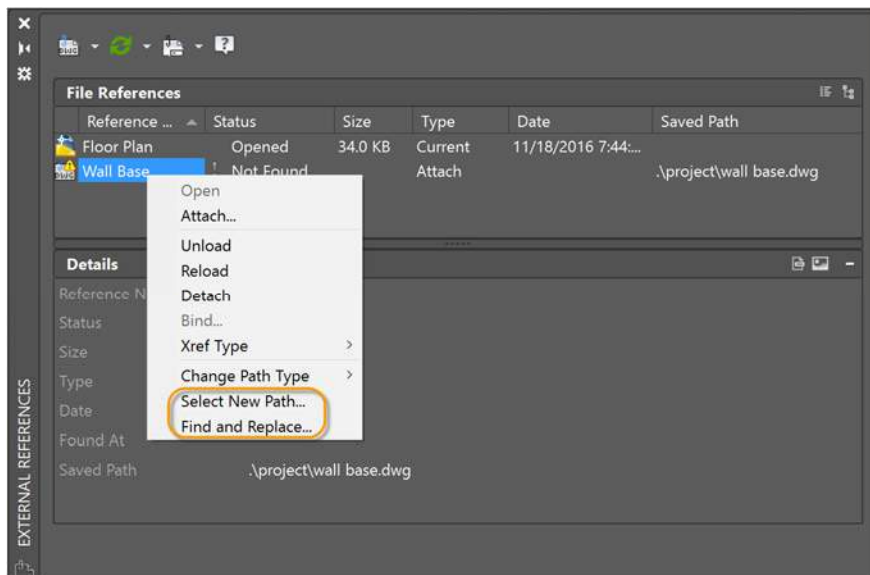 File References
Reference ... Status Size Type Date Saved Path
Floor Plan Opened 34.0 KB Current 11/18/2016 7:44:...
Wall Base Not Found Attach .\project\wall base.dwg
Open
Attach...
Unload
Reload
Detach
Bind...
Xref Type
Change Path Type
Select New Path...
Find and Replace...
Details
Reference N
Status
Size
Type
Date
Found At
Saved Path .\project\wall base.dwg
EXTERNAL REFERENCES